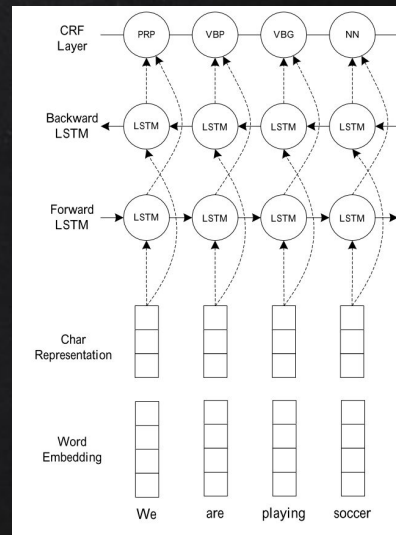 CRF
Layer
PRP VBP VBG NN
Backward
LSTM
LSTM LSTM LSTM LSTM
Forward
LSTM
LSTM LSTM LSTM LSTM
Char
Representation
Word
Embedding
We are playing soccer